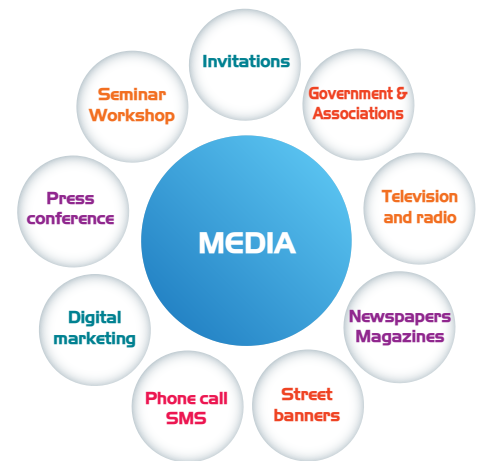 Invitations
Government &
Associations
Television
and radio
Newspapers
Magazines
Street
banners
Phone call
SMS
Digital
marketing
Press
conference
Seminar
Workshop
MEDIA